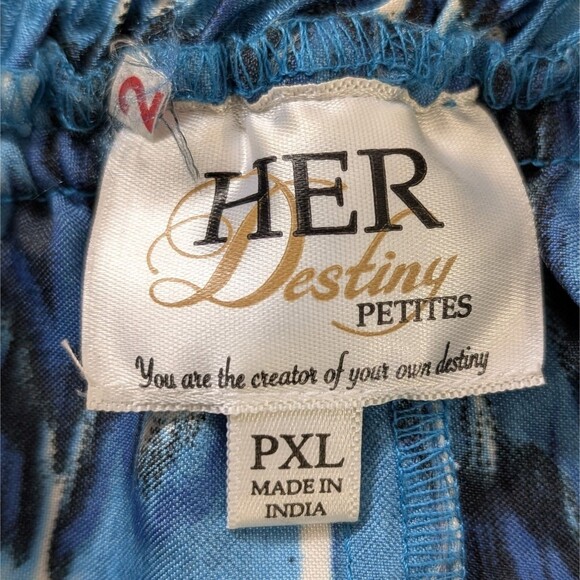 2
HER
Destiny
PETITES
You are the creator of your own destiny
PXL
MADE IN
INDIA